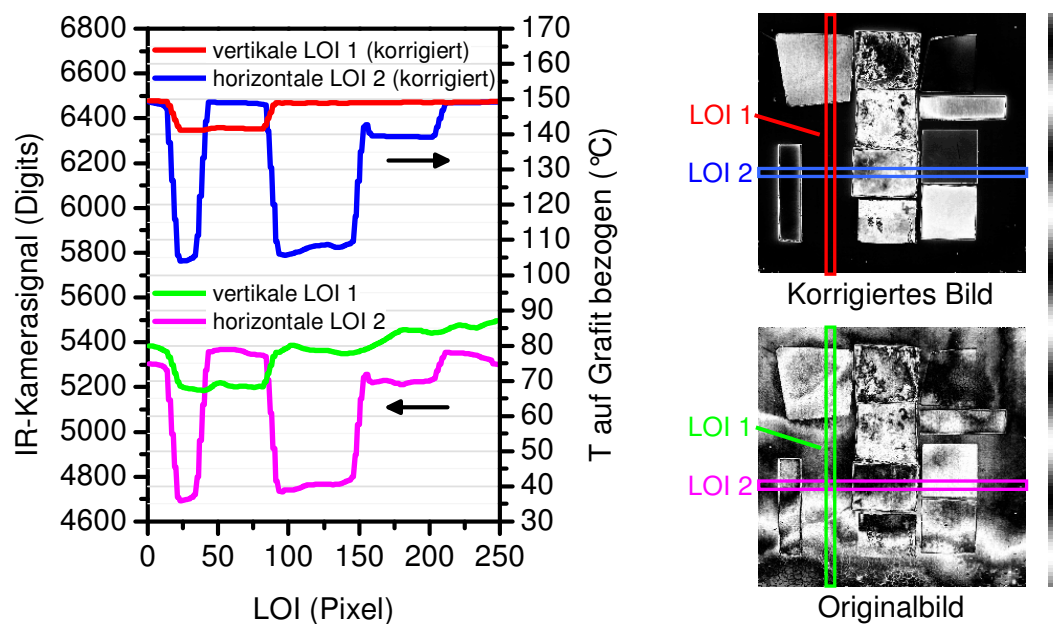 6800
6600
6400
6200
6000
5800
5600
5400
5200
5000
4800
4600
IR-Kamerasignal (Digits)
vertikale LOI 1 (korrigiert)
horizontale LOI 2 (korrigiert)
vertikale LOI 1
horizontale LOI 2
170
160
150
140
130
120
110
100
90
80
70
60
50
40
30
T auf Grafit bezogen (°C)
0
50
100
150
200
250
LOI (Pixel)
LOI 1
LOI 2
Korrigiertes Bild
LOI 1
LOI 2
Originalbild